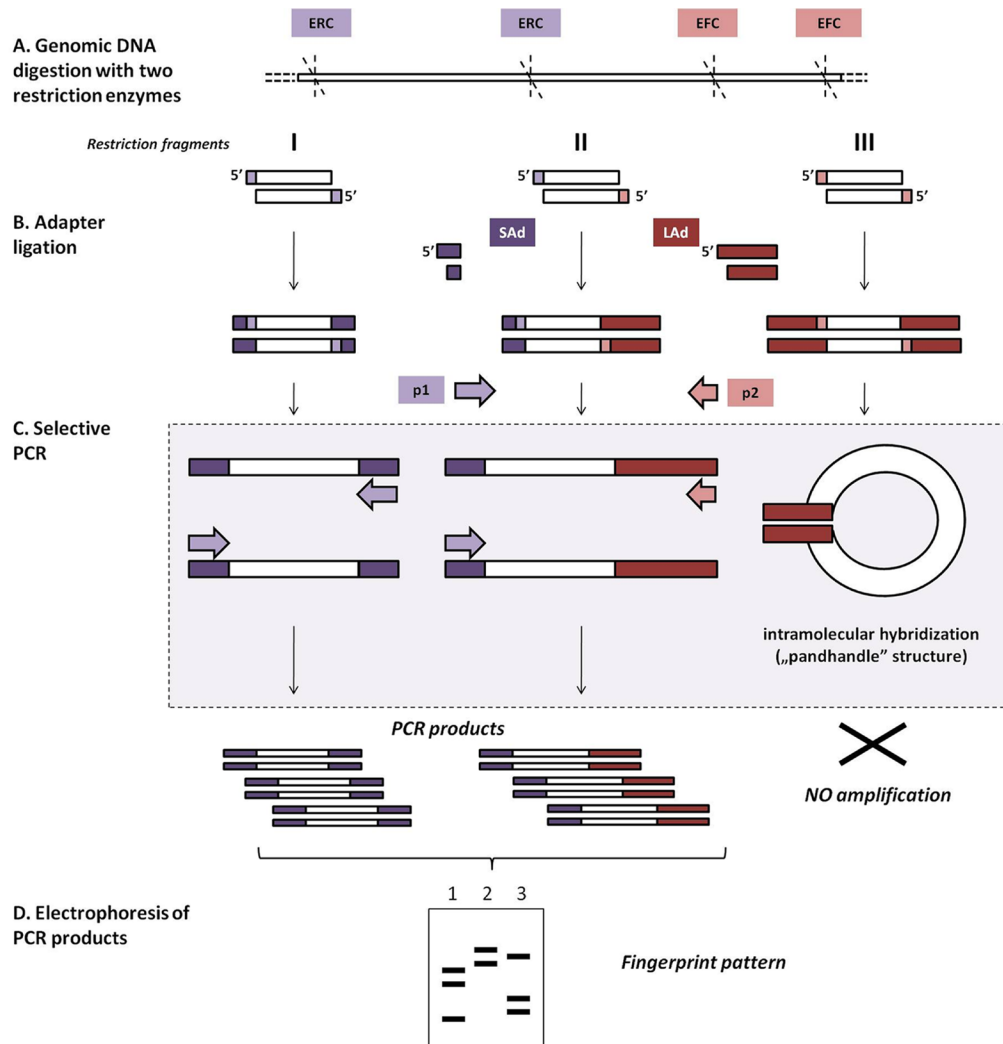 ERC
ERC
EFC
EFC
A. Genomic DNA
digestion with two
restriction enzymes
Restriction fragments
I
II
III
5′
5′
5′
5′
5′
5′
B. Adapter
ligation
SAd
LAd
5′
5′
p1
p2
C. Selective
PCR
intramolecular hybridization
(„pandhandle” structure)
PCR products
NO amplification
1 2 3
D. Electrophoresis of
PCR products
Fingerprint pattern